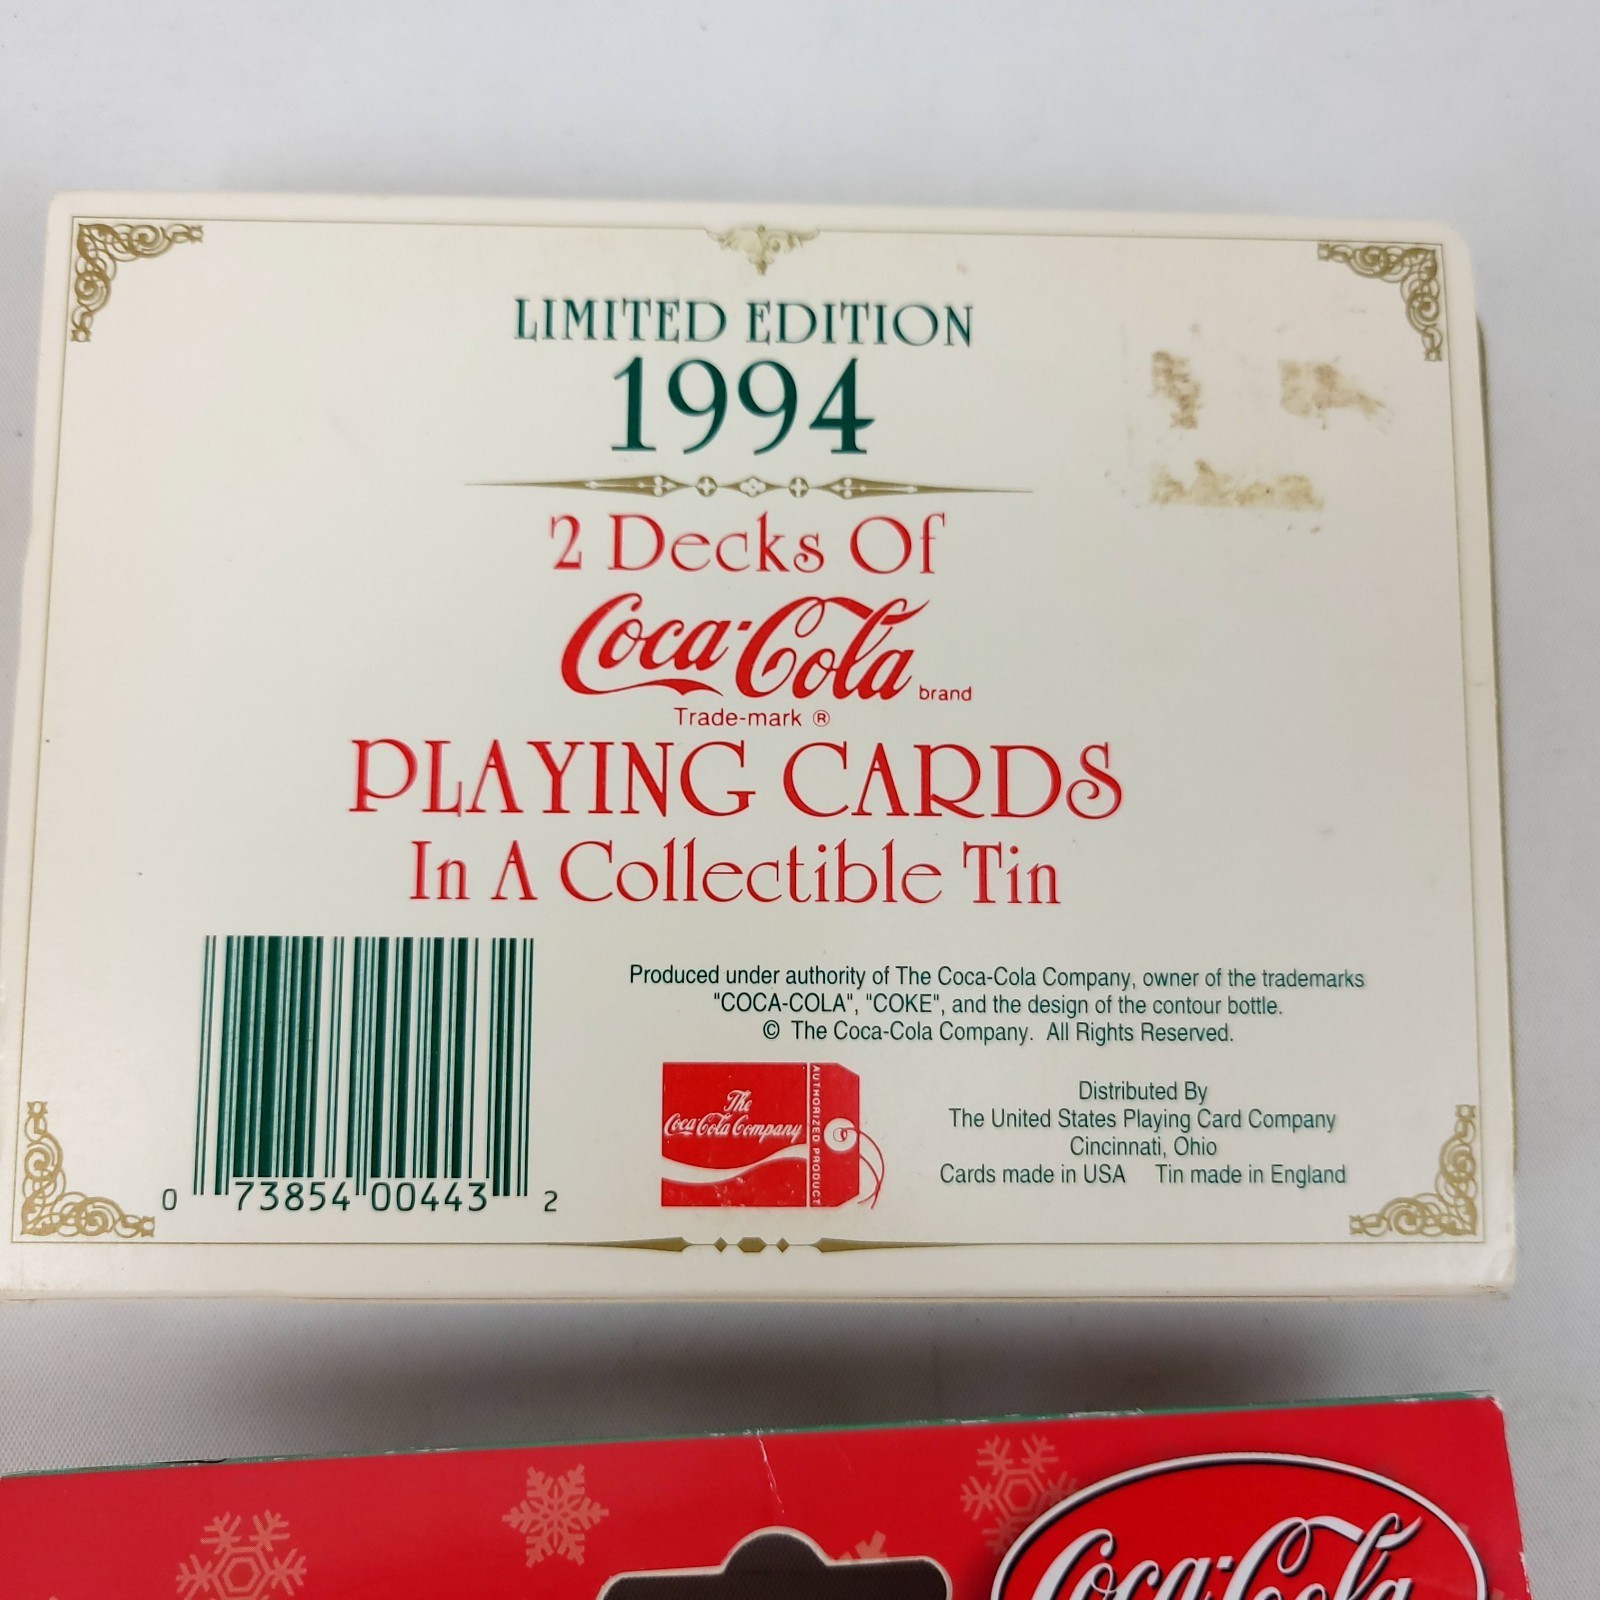 LIMITED EDITION
1994
2 Decks Of
Coca-Cola brand
Trade-mark ®
PLAYING CARDS
In A Collectible Tin
Produced under authority of The Coca-Cola Company, owner of the trademarks
"COCA-COLA", "COKE", and the design of the contour bottle.
© The Coca-Cola Company. All Rights Reserved.
0 73854 00443 2
The
Coca-Cola Company
AUTHORIZED PRODUCT
Distributed By
The United States Playing Card Company
Cincinnati, Ohio
Cards made in USA Tin made in England
Coca-Cola